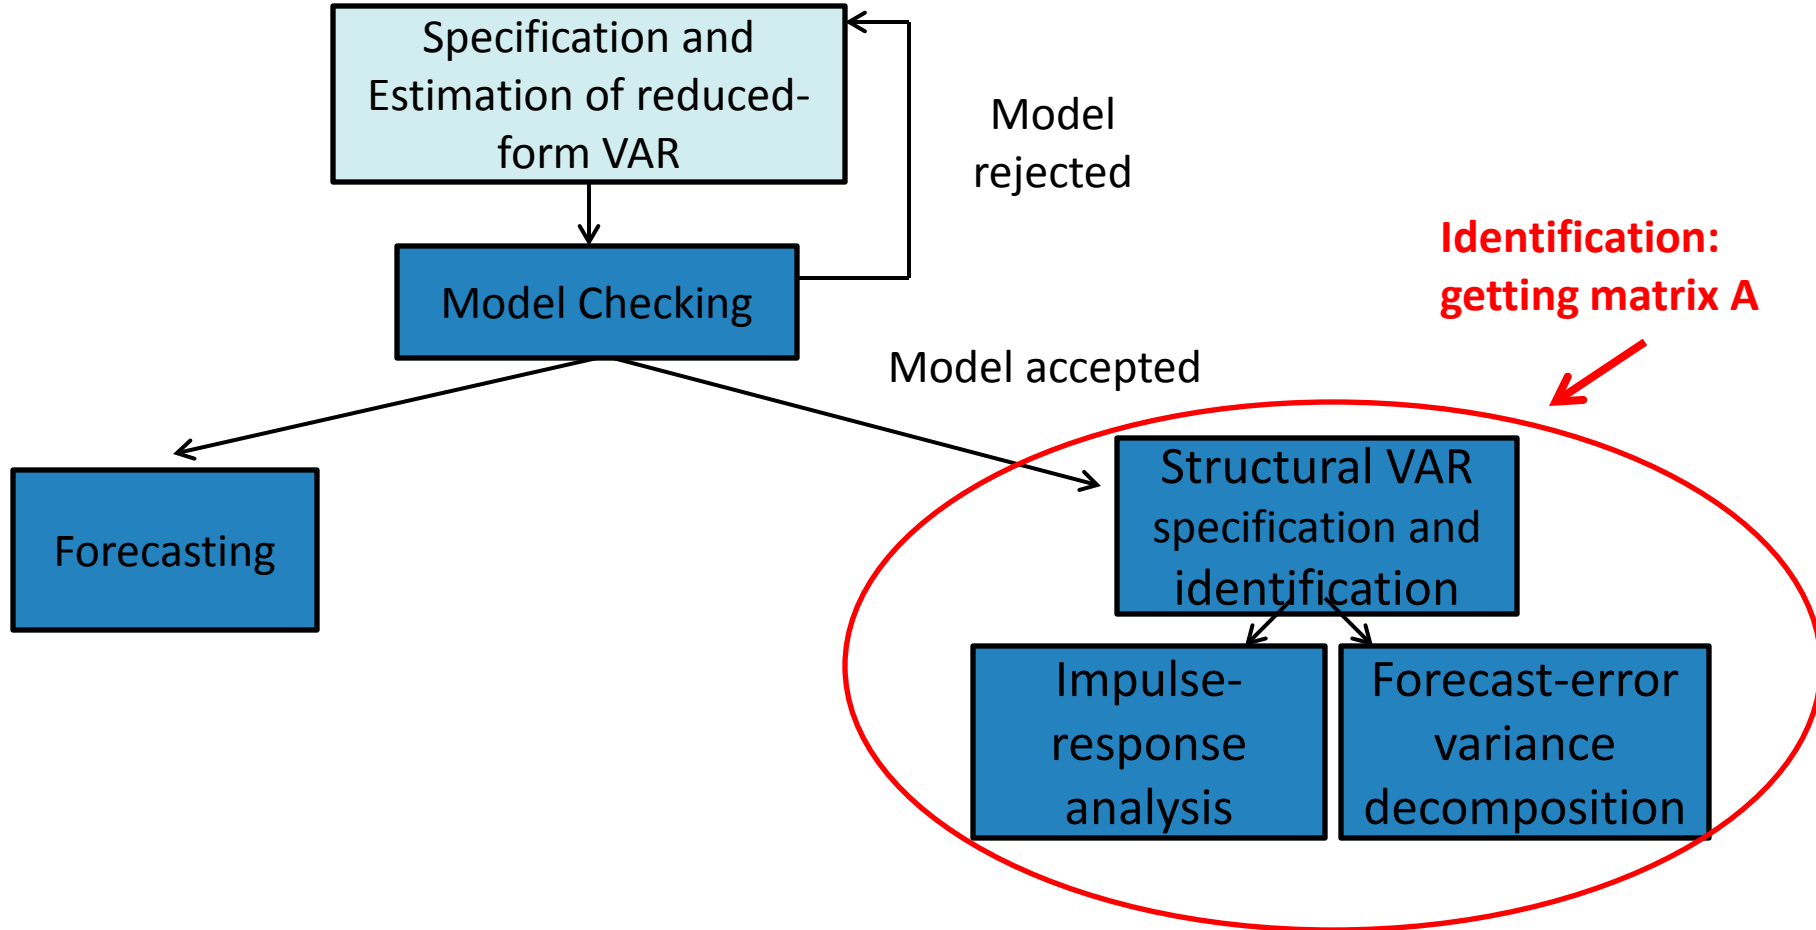 Specification and
Estimation of reduced-
form VAR
Model
rejected
Identification:
getting matrix A
Model Checking
Model accepted
Structural VAR
specification and
identification
Forecasting
Impulse-
response
analysis
Forecast-error
variance
decomposition